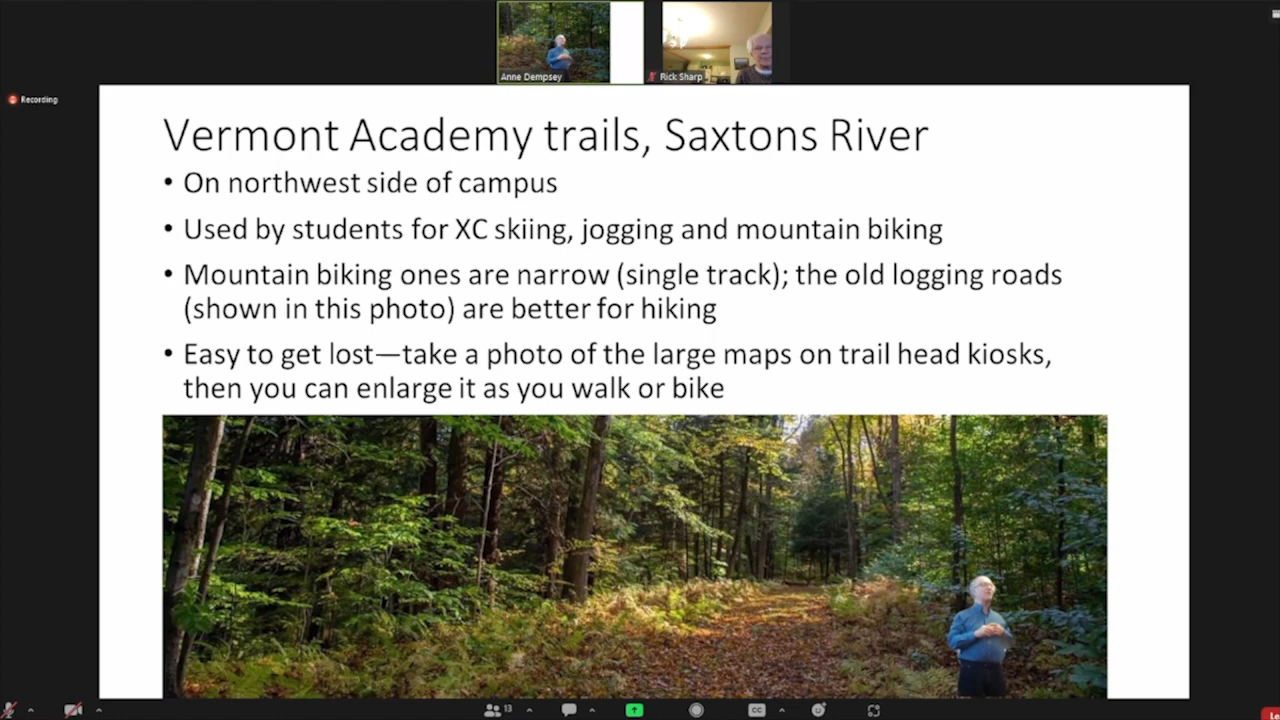 Anne Dempsey
Rick Sharp
Recording
Vermont Academy trails, Saxtons River
• On northwest side of campus
• Used by students for XC skiing, jogging and mountain biking
• Mountain biking ones are narrow (single track); the old logging roads
(shown in this photo) are better for hiking
• Easy to get lost—take a photo of the large maps on trail head kiosks,
then you can enlarge it as you walk or bike
13
CC